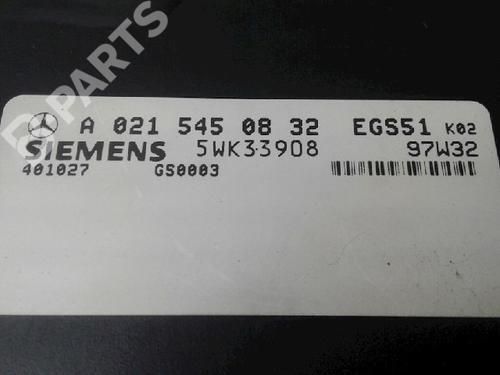 B PARTS
A 021 545 08 32 EGS51 K02
SIEMENS 5WK33908 97W32
401027 GS0003